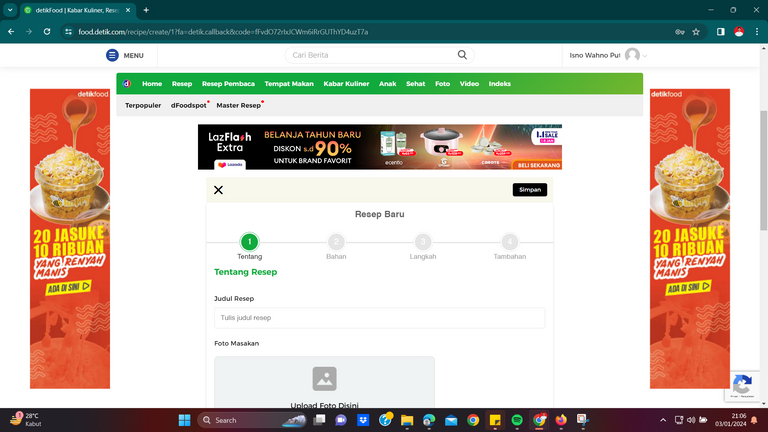 detikFood | Kabar Kuliner, Rese
food.detik.com/recipe/create/1?fa=detik.callback&code=fFvdO72rbUCWm6iRrGUThYD4uzT7a
MENU
Cari Berita
Isno Wahno Put
Home Resep Resep Pembaca Tempat Makan Kabar Kuliner Anak Sehat Foto Video Indeks
Terpopuler dFoodspot Master Resep
detikfood
20 JASUKE
10 RIBUAN
YANG RENYAH
MANIS
ADA DI SINI
LazFlash
Extra
Lazada
BELANJA TAHUN BARU
DISKON s.d 90%
UNTUK BRAND FAVORIT
ecento
1.1
SALE
BELI SEKARANG
detikfood
20 JASUKE
10 RIBUAN
YANG RENYAH
MANIS
ADA DI SINI
Simpan
Resep Baru
1 2 3 4
Tentang Bahan Langkah Tambahan
Tentang Resep
Judul Resep
Tulis judul resep
Foto Masakan
Upload Foto Disini
28°C
Kabut
Search
21:06
03/01/2024